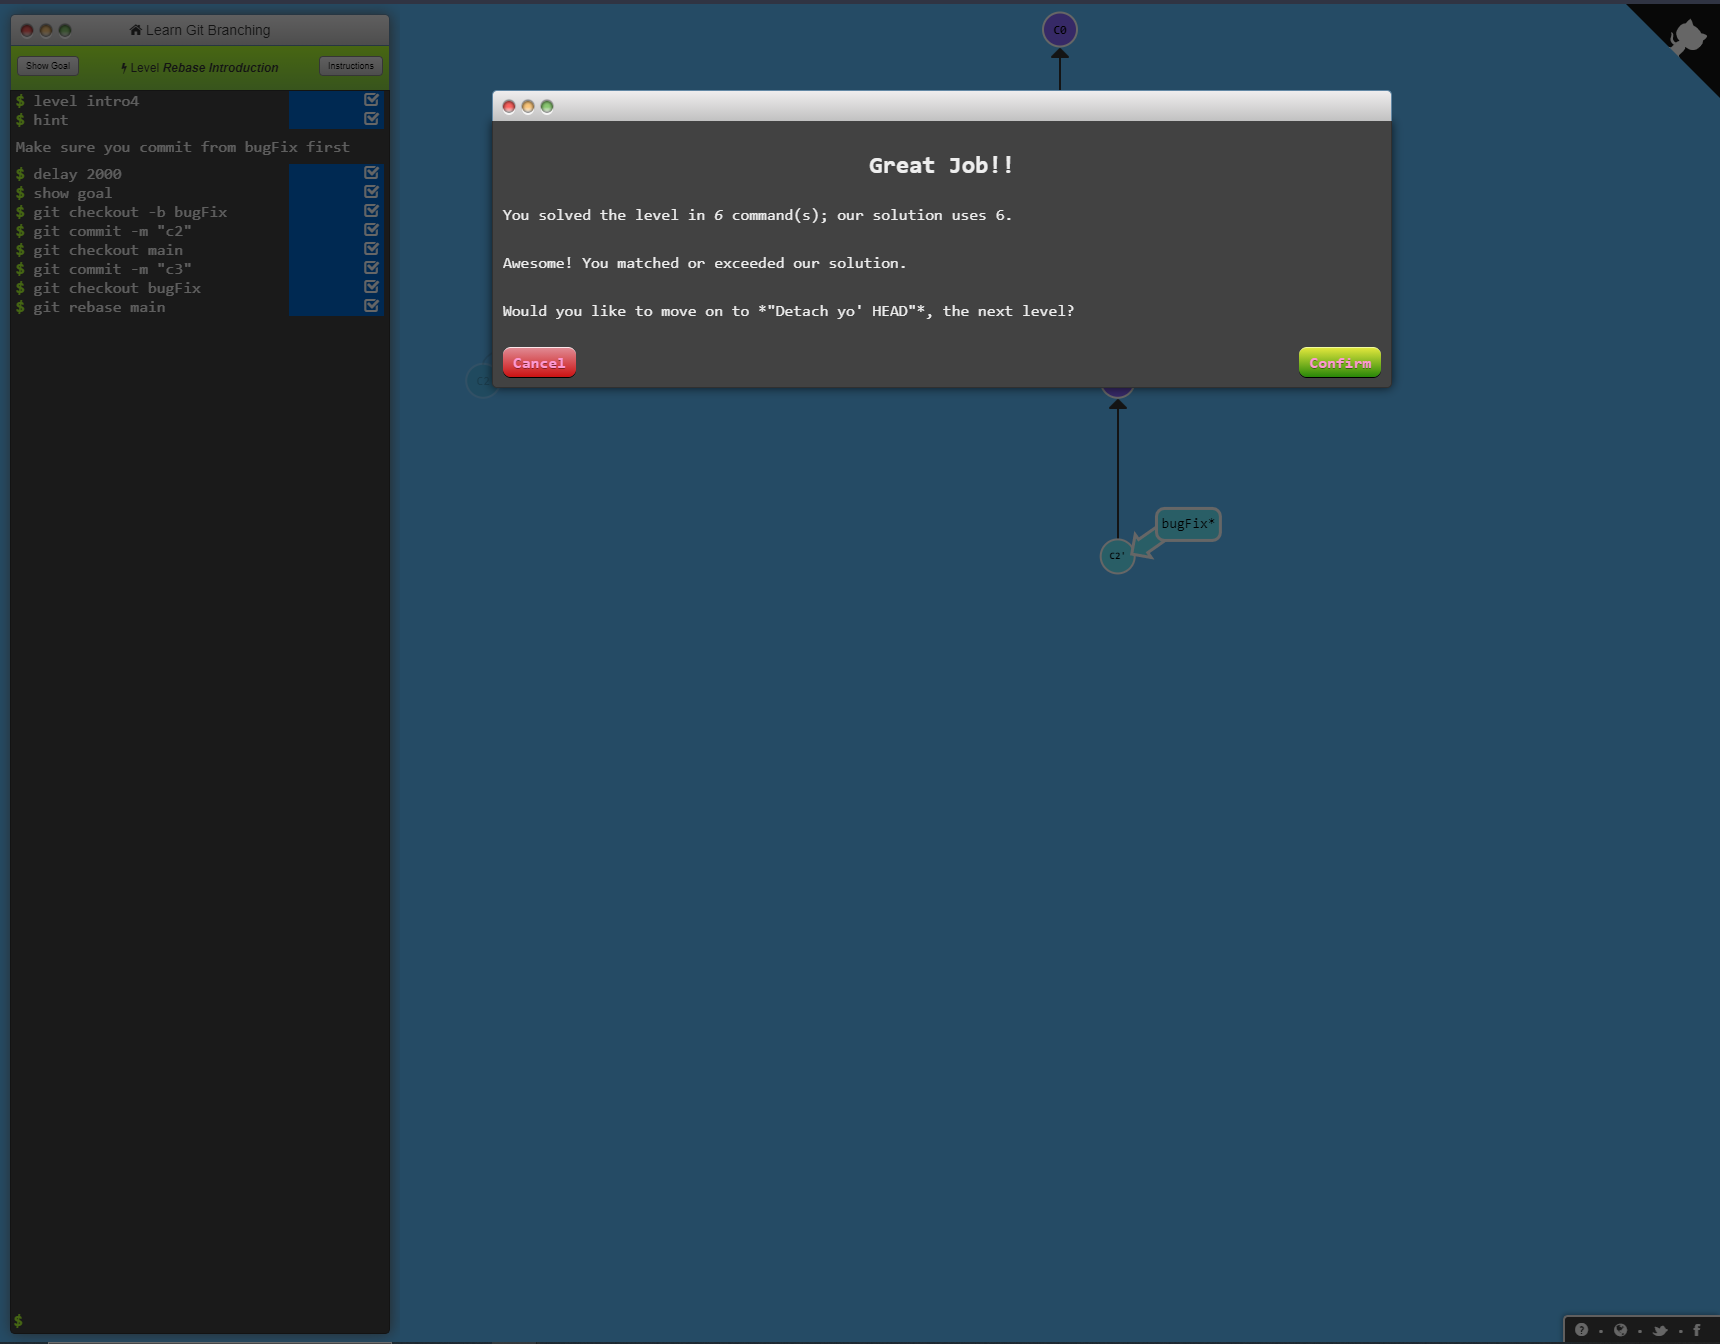 Learn Git Branching
Show Goal
Level Rebase Introduction
Instructions
$ level intro4
$ hint
Make sure you commit from bugFix first
$ delay 2000
$ show goal
$ git checkout -b bugFix
$ git commit -m "c2"
$ git checkout main
$ git commit -m "c3"
$ git checkout bugFix
$ git rebase main
$
C0
Great Job!!
You solved the level in 6 command(s); our solution uses 6.
Awesome! You matched or exceeded our solution.
Would you like to move on to *"Detach yo' HEAD"*, the next level?
Cancel
Confirm
C2
bugFix*
C2'